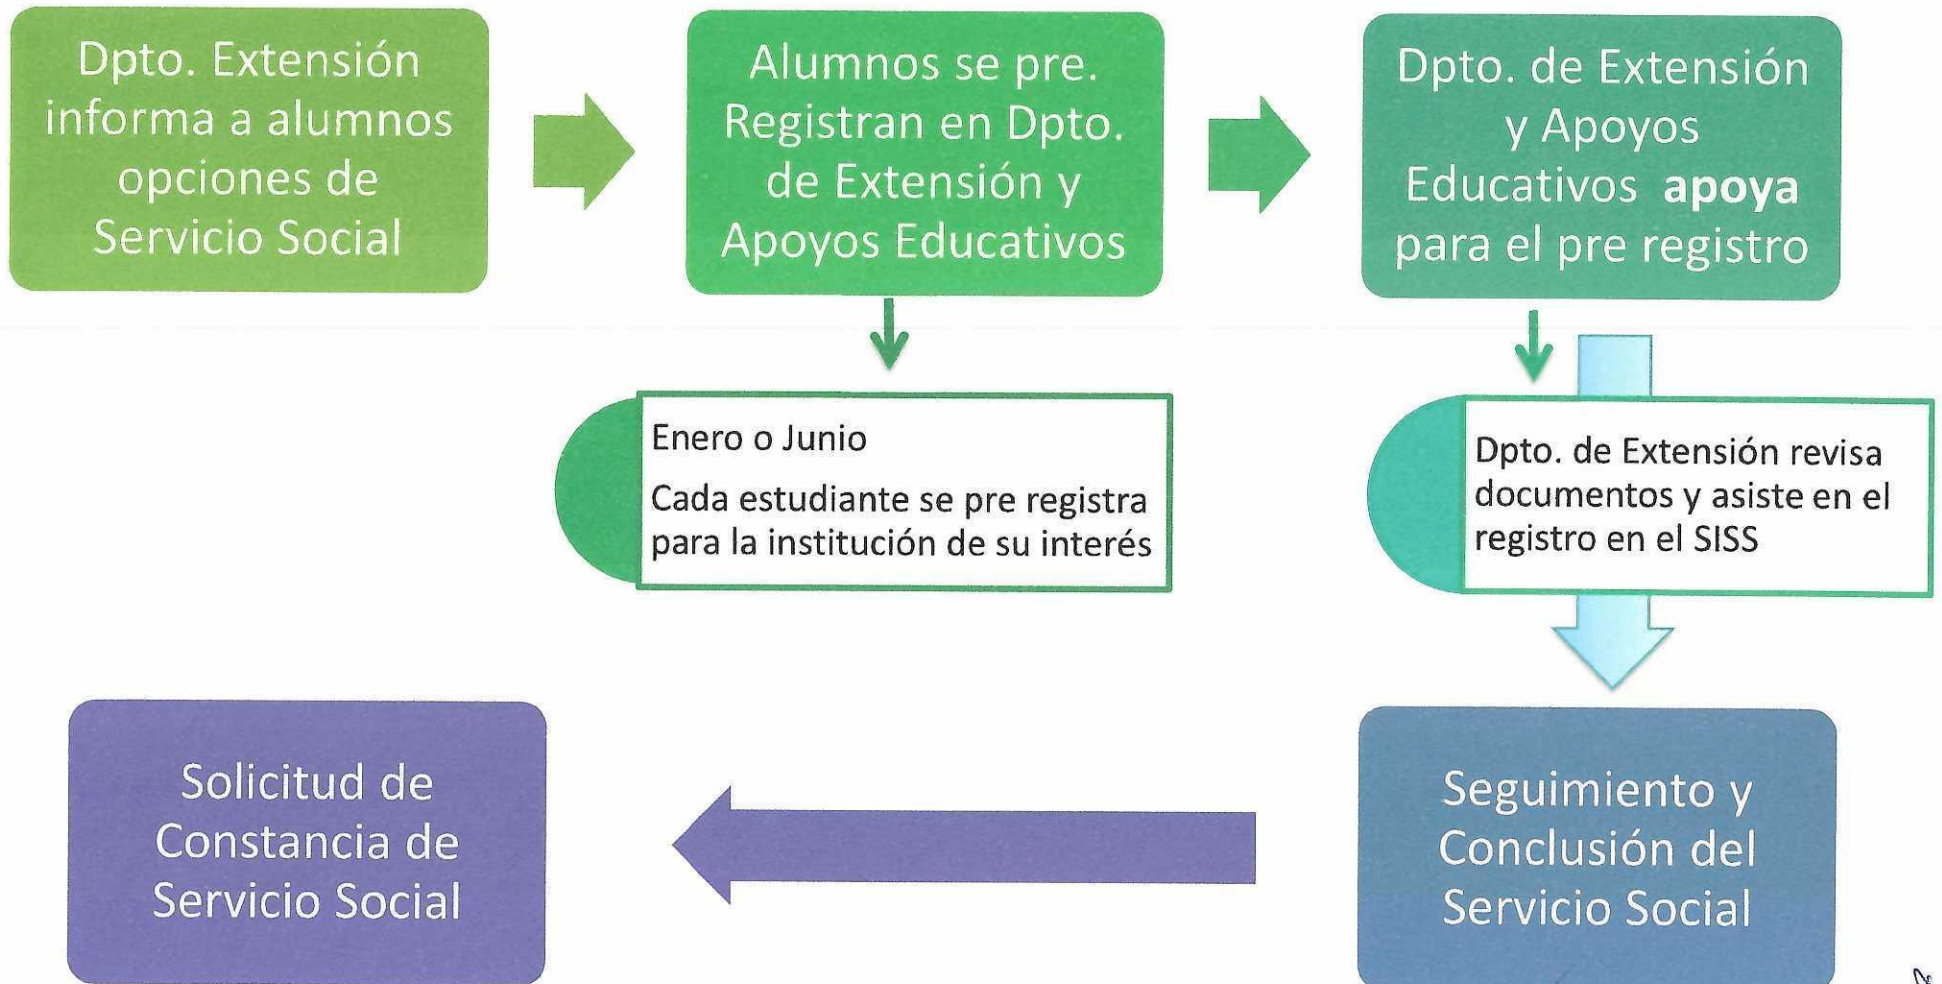 Dpto. Extensión
informa a alumnos
opciones de
Servicio Social
Alumnos se pre.
Registran en Dpto.
de Extensión y
Apoyos Educativos
Dpto. de Extensión
y Apoyos
Educativos apoya
para el pre registro
Enero o Junio
Cada estudiante se pre registra
para la institución de su interés
Dpto. de Extensión revisa
documentos y asiste en el
registro en el SISS
Seguimiento y
Conclusión del
Servicio Social
Solicitud de
Constancia de
Servicio Social